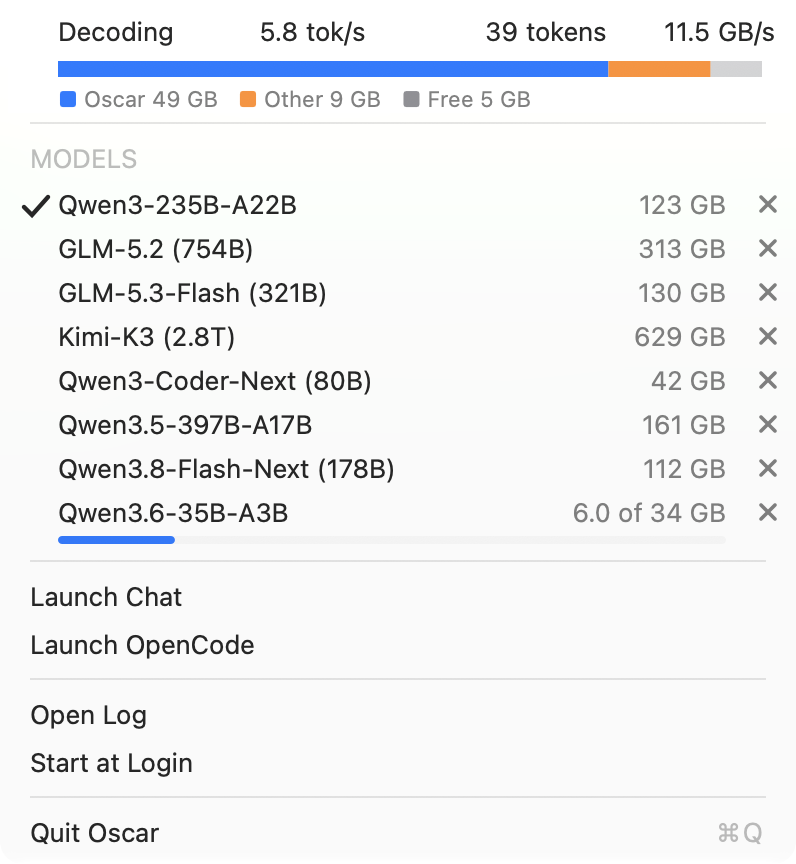 Decoding 5.8 tok/s 39 tokens 11.5 GB/s
Oscar 49 GB Other 9 GB Free 5 GB
MODELS
Qwen3-235B-A22B 123 GB
GLM-5.2 (754B) 313 GB
GLM-5.3-Flash (321B) 130 GB
Kimi-K3 (2.8T) 629 GB
Qwen3-Coder-Next (80B) 42 GB
Qwen3.5-397B-A17B 161 GB
Qwen3.8-Flash-Next (178B) 112 GB
Qwen3.6-35B-A3B 6.0 of 34 GB
Launch Chat
Launch OpenCode
Open Log
Start at Login
Quit Oscar ⌘Q